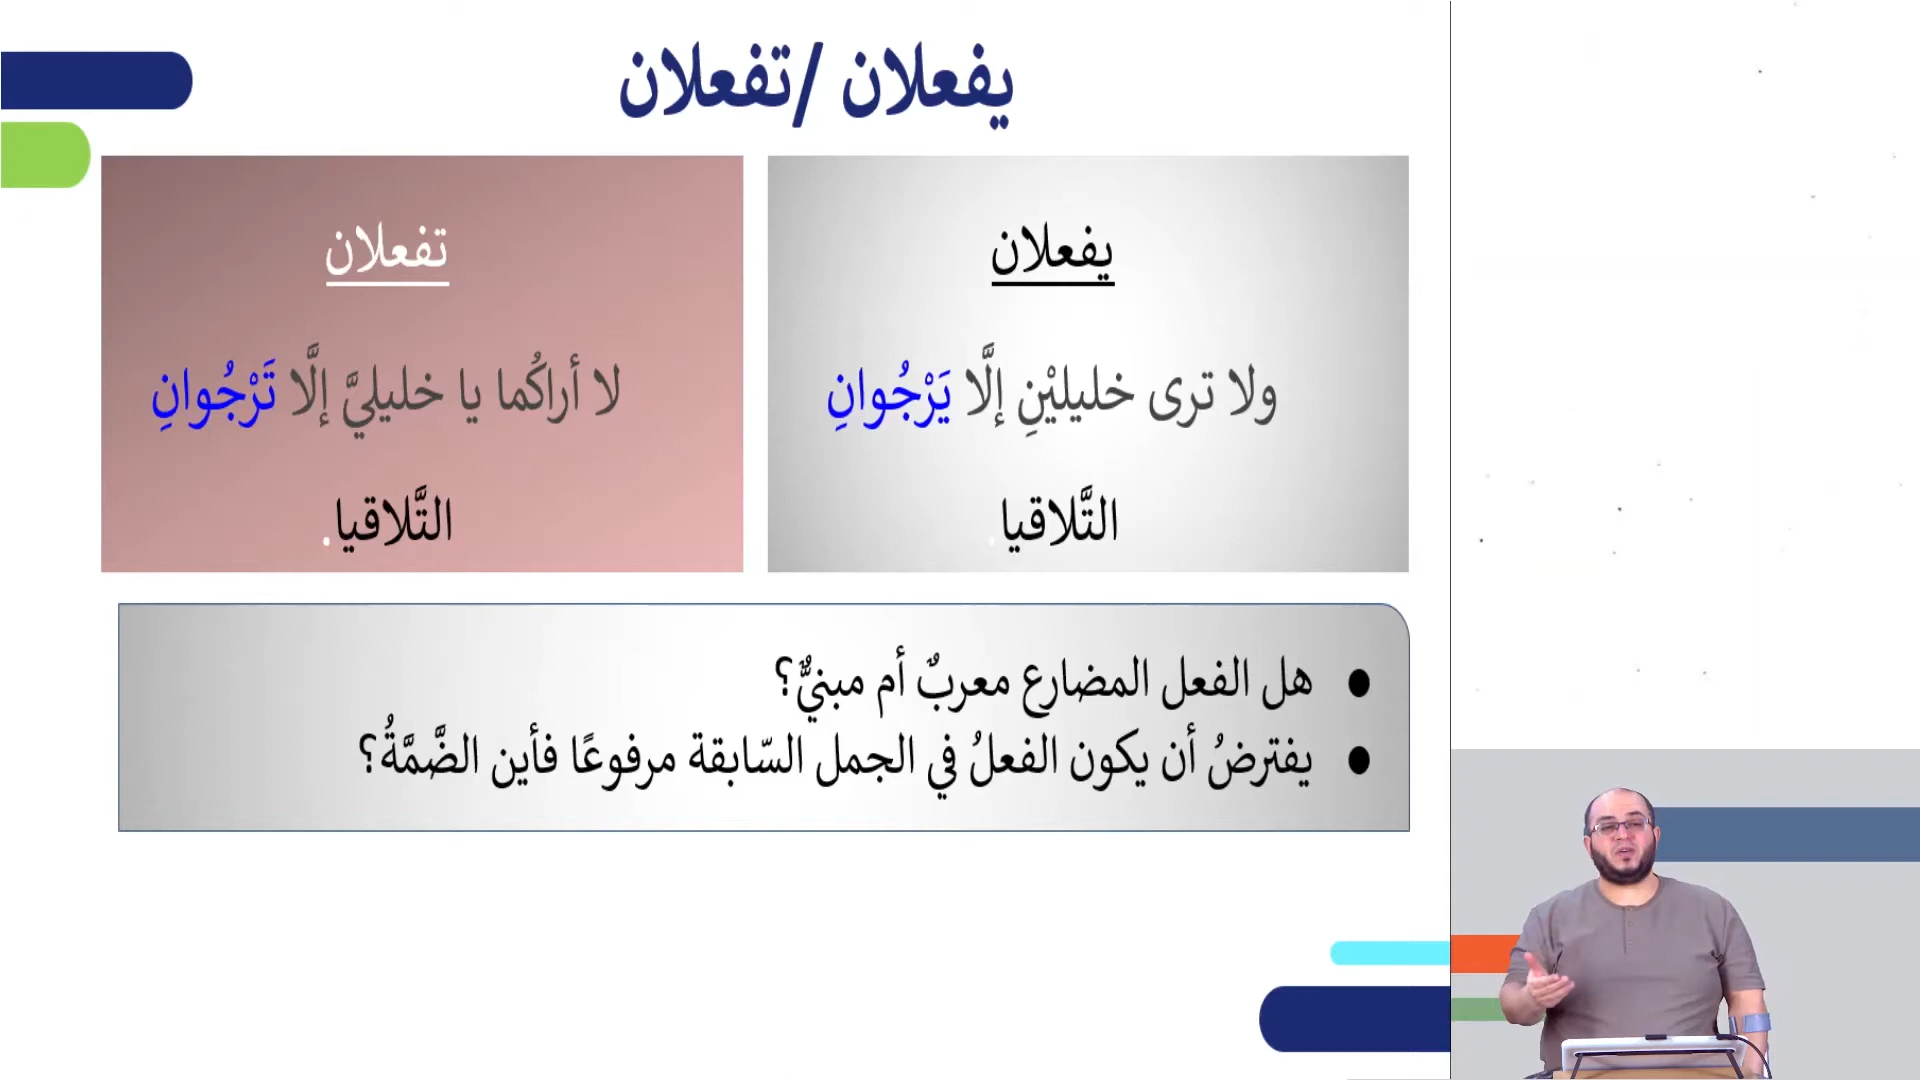 يفعلان /تفعلان
يفعلان
ولا ترى خليليْنِ إلَّا يَرْجُوانِ
التَّلاقيا.
تفعلان
لا أراكُما يا خليليَّ إلَّا تَرْجُوانِ
التَّلاقيا.
● هل الفعل المضارع معربٌ أم مبنيٌّ؟
● يفترضُ أن يكون الفعلُ في الجمل السّابقة مرفوعًا فأين الضَّمَّةُ؟